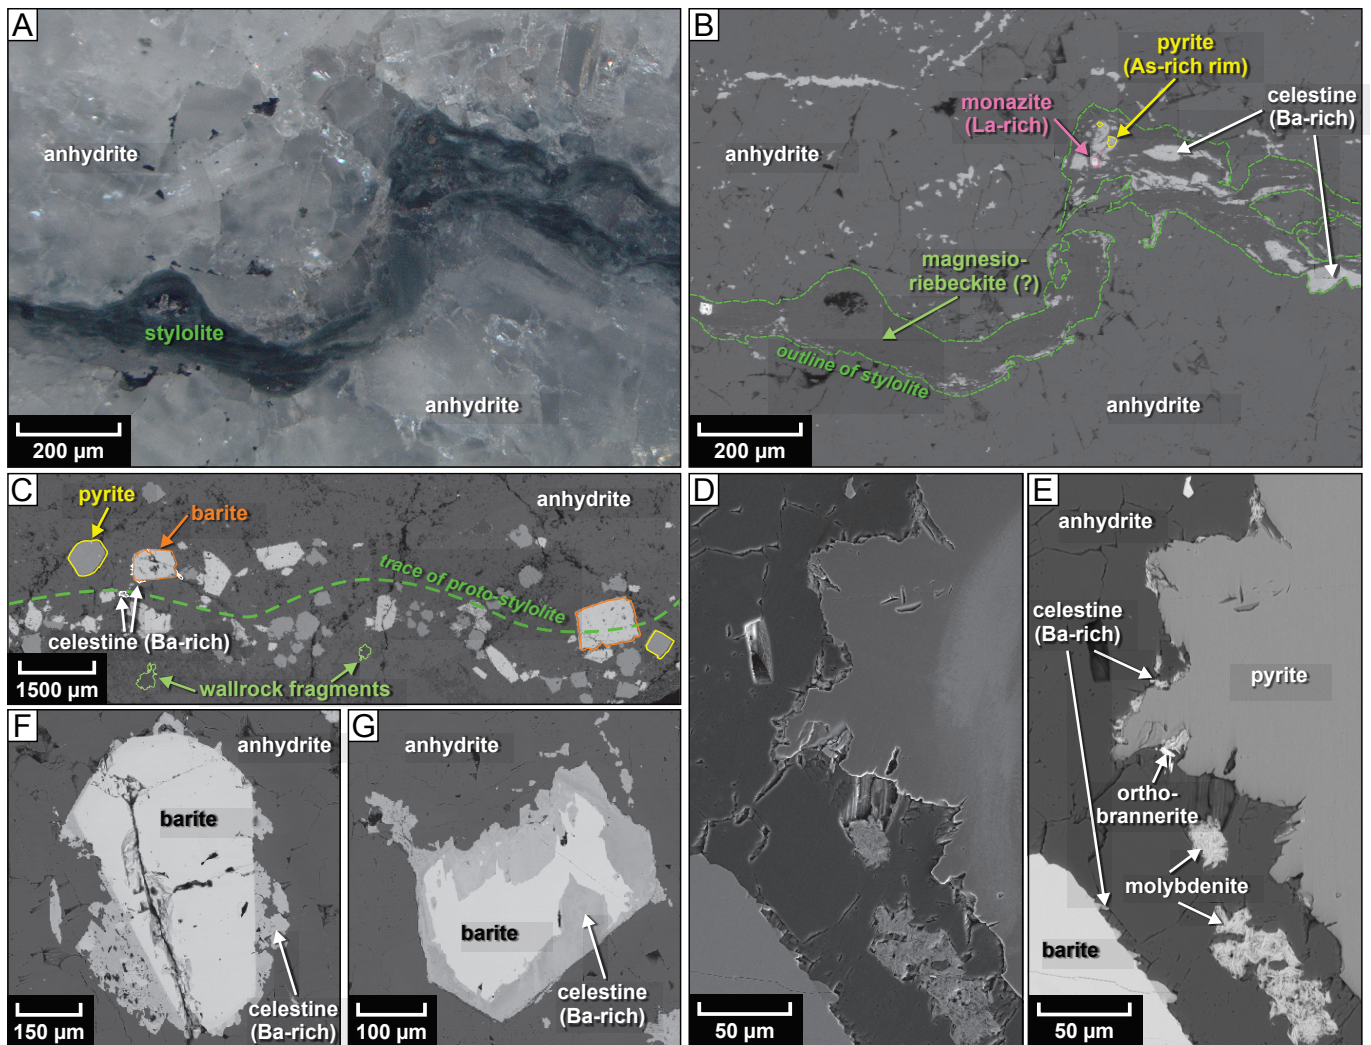 A
anhydrite
stylolite
anhydrite
200 µm
B
pyrite
(As-rich rim)
monazite
(La-rich)
celestine
(Ba-rich)
anhydrite
magnesio-
riebeckite (?)
outline of stylolite
anhydrite
200 µm
C
pyrite
barite
anhydrite
trace of proto-stylolite
celestine (Ba-rich)
wallrock fragments
1500 µm
D
50 µm
E
anhydrite
celestine
(Ba-rich)
pyrite
ortho-
brannerite
molybdenite
barite
50 µm
F
anhydrite
barite
celestine
(Ba-rich)
150 µm
G
anhydrite
barite
celestine
(Ba-rich)
100 µm